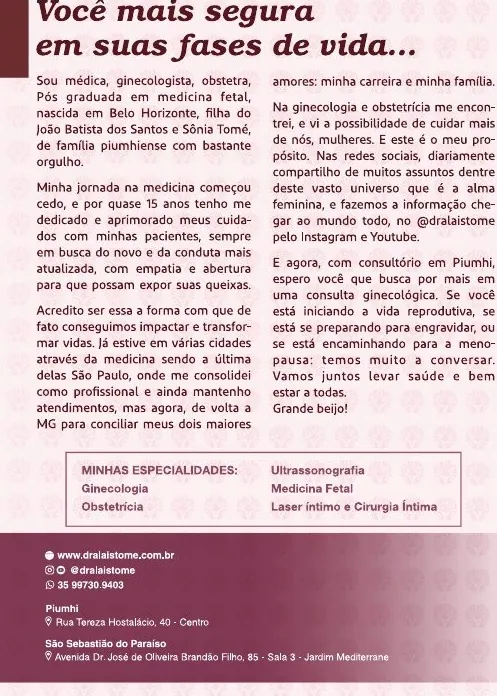 Você mais segura
em suas fases de vida...
Sou médica, ginecologista, obstetra,
Pós graduada em medicina fetal,
nascida em Belo Horizonte, filha do
João Batista dos Santos e Sônia Tomé,
de família piumhiense com bastante
orgulho.
Minha jornada na medicina começou
cedo, e por quase 15 anos tenho me
dedicado e aprimorado meus cuida-
dos com minhas pacientes, sempre
em busca do novo e da conduta mais
atualizada, com empatia e abertura
para que possam expor suas queixas.
Acredito ser essa a forma com que de
fato conseguimos impactar e transfor-
mar vidas. Já estive em várias cidades
através da medicina sendo a última
delas São Paulo, onde me consolidei
como profissional e ainda mantenho
atendimentos, mas agora, de volta a
MG para conciliar meus dois maiores
amores: minha carreira e minha família.
Na ginecologia e obstetrícia me encon-
trei, e vi a possibilidade de cuidar mais
de nós, mulheres. E este é o meu pro-
pósito. Nas redes sociais, diariamente
compartilho de muitos assuntos dentre
deste vasto universo que é a alma
feminina, e fazemos a informação che-
gar ao mundo todo, no @dralaistome
pelo Instagram e Youtube.
E agora, com consultório em Piumhi,
espero você que busca por mais em
uma consulta ginecológica. Se você
está iniciando a vida reprodutiva, se
está se preparando para engravidar, ou
se está encaminhando para a meno-
pausa: temos muito a conversar.
Vamos juntos levar saúde e bem
estar a todas.
Grande beijo!
MINHAS ESPECIALIDADES:
Ginecologia
Obstetrícia
Ultrassonografia
Medicina Fetal
Laser íntimo e Cirurgia Íntima
www.dralaistome.com.br
@dralaistome
35 99730.9403
Piumhi
Rua Tereza Hostalácio, 40 - Centro
São Sebastião do Paraíso
Avenida Dr. José de Oliveira Brandão Filho, 85 - Sala 3 - Jardim Mediterrane